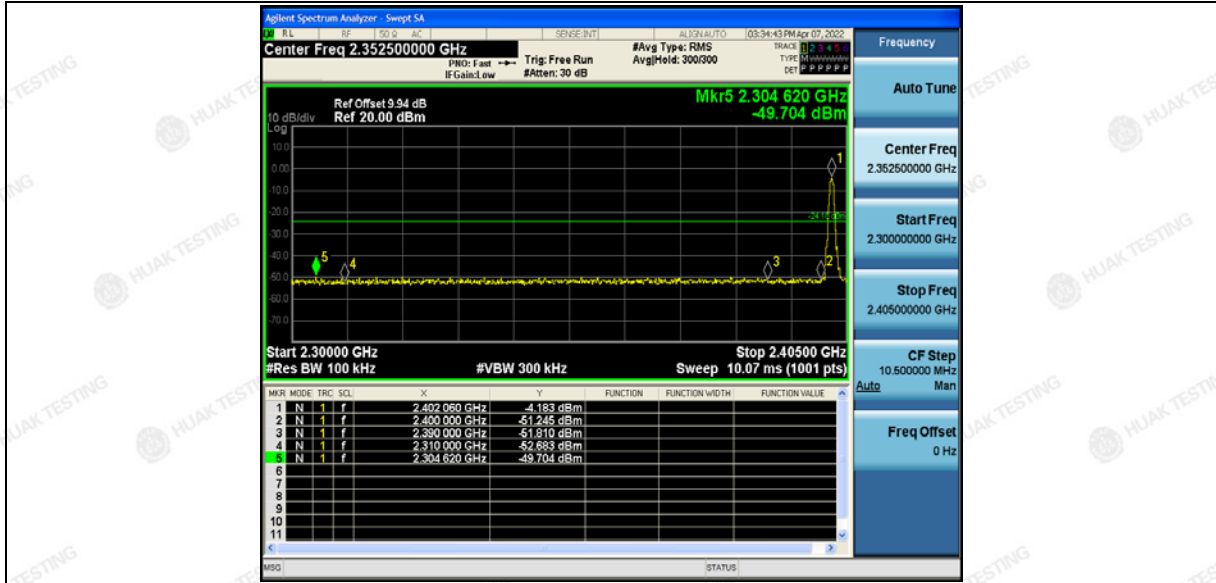 Agilent Spectrum Analyzer - Swept SA
RL RF 50 Ω AC SENSE:INT ALIGN AUTO 03:34:43 PM Apr 07, 2022
Center Freq 2.352500000 GHz
PNO: Fast
IFGain:Low
Trig: Free Run
#Atten: 30 dB
#Avg Type: RMS
Avg|Hold: 300/300
TRACE 1 2 3 4 5 6
TYPE M
DET P P P P P P
Frequency
Auto Tune
Center Freq
2.352500000 GHz
Start Freq
2.300000000 GHz
Stop Freq
2.405000000 GHz
CF Step
10.500000 MHz
Auto Man
Freq Offset
0 Hz
Mkr5 2.304 620 GHz
-49.704 dBm
Ref Offset 9.94 dB
10 dB/div Ref 20.00 dBm
Log
10.0
0.00
-10.0
-20.0
-30.0
-40.0
-50.0
-60.0
-70.0
1
-24.18 dBm
5
4
3
2
Start 2.30000 GHz Stop 2.40500 GHz
#Res BW 100 kHz #VBW 300 kHz Sweep 10.07 ms (1001 pts)
MKR MODE TRC SCL X Y FUNCTION FUNCTION WIDTH FUNCTION VALUE
1 N 1 f 2.402 060 GHz -4.183 dBm
2 N 1 f 2.400 000 GHz -51.245 dBm
3 N 1 f 2.390 000 GHz -51.810 dBm
4 N 1 f 2.310 000 GHz -52.683 dBm
5 N 1 f 2.304 620 GHz -49.704 dBm
6
7
8
9
10
11
MSG STATUS
HUAK TESTING